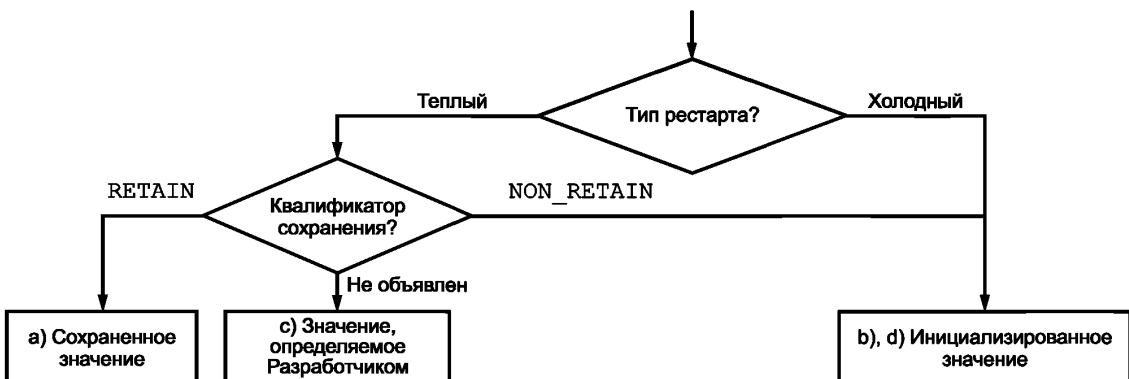 Тип рестарта?
Теплый
Холодный
Квалификатор
сохранения?
RETAIN
NON_RETAIN
Не объявлен
a) Сохраненное
значение
c) Значение,
определяемое
Разработчиком
b), d) Инициализированное
значение